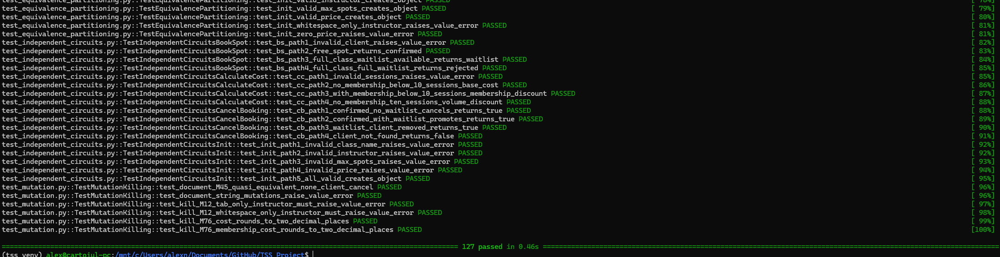 test_equivalence_partitioning.py::TestEquivalencePartitioning::test_init_valid_instructor_creates_object PASSED [ 78%]
test_equivalence_partitioning.py::TestEquivalencePartitioning::test_init_valid_max_spots_creates_object PASSED [ 79%]
test_equivalence_partitioning.py::TestEquivalencePartitioning::test_init_valid_price_creates_object PASSED [ 80%]
test_equivalence_partitioning.py::TestEquivalencePartitioning::test_init_whitespace_only_instructor_raises_value_error PASSED [ 81%]
test_equivalence_partitioning.py::TestEquivalencePartitioning::test_init_zero_price_raises_value_error PASSED [ 81%]
test_independent_circuits.py::TestIndependentCircuitsBookSpot::test_bs_path1_invalid_client_raises_value_error PASSED [ 82%]
test_independent_circuits.py::TestIndependentCircuitsBookSpot::test_bs_path2_free_spot_returns_confirmed PASSED [ 83%]
test_independent_circuits.py::TestIndependentCircuitsBookSpot::test_bs_path3_full_class_waitlist_available_returns_waitlist PASSED [ 84%]
test_independent_circuits.py::TestIndependentCircuitsBookSpot::test_bs_path4_full_class_full_waitlist_returns_rejected PASSED [ 85%]
test_independent_circuits.py::TestIndependentCircuitsCalculateCost::test_cc_path1_invalid_sessions_raises_value_error PASSED [ 85%]
test_independent_circuits.py::TestIndependentCircuitsCalculateCost::test_cc_path2_no_membership_below_10_sessions_base_cost PASSED [ 86%]
test_independent_circuits.py::TestIndependentCircuitsCalculateCost::test_cc_path3_with_membership_below_10_sessions_membership_discount PASSED [ 87%]
test_independent_circuits.py::TestIndependentCircuitsCalculateCost::test_cc_path4_no_membership_ten_sessions_volume_discount PASSED [ 88%]
test_independent_circuits.py::TestIndependentCircuitsCancelBooking::test_cb_path1_confirmed_no_waitlist_cancels_returns_true PASSED [ 88%]
test_independent_circuits.py::TestIndependentCircuitsCancelBooking::test_cb_path2_confirmed_with_waitlist_promotes_returns_true PASSED [ 89%]
test_independent_circuits.py::TestIndependentCircuitsCancelBooking::test_cb_path3_waitlist_client_removed_returns_true PASSED [ 90%]
test_independent_circuits.py::TestIndependentCircuitsCancelBooking::test_cb_path4_client_not_found_returns_false PASSED [ 91%]
test_independent_circuits.py::TestIndependentCircuitsInit::test_init_path1_invalid_class_name_raises_value_error PASSED [ 92%]
test_independent_circuits.py::TestIndependentCircuitsInit::test_init_path2_invalid_instructor_raises_value_error PASSED [ 92%]
test_independent_circuits.py::TestIndependentCircuitsInit::test_init_path3_invalid_max_spots_raises_value_error PASSED [ 93%]
test_independent_circuits.py::TestIndependentCircuitsInit::test_init_path4_invalid_price_raises_value_error PASSED [ 94%]
test_independent_circuits.py::TestIndependentCircuitsInit::test_init_path5_all_valid_creates_object PASSED [ 95%]
test_mutation.py::TestMutationKilling::test_document_M45_quasi_equivalent_none_client_cancel PASSED [ 96%]
test_mutation.py::TestMutationKilling::test_document_string_mutations_raise_value_error PASSED [ 96%]
test_mutation.py::TestMutationKilling::test_kill_M12_tab_only_instructor_must_raise_value_error PASSED [ 97%]
test_mutation.py::TestMutationKilling::test_kill_M12_whitespace_only_instructor_must_raise_value_error PASSED [ 98%]
test_mutation.py::TestMutationKilling::test_kill_M76_cost_rounds_to_two_decimal_places PASSED [ 99%]
test_mutation.py::TestMutationKilling::test_kill_M76_membership_cost_rounds_to_two_decimal_places PASSED [100%]
127 passed in 0.46s
(tss_venv) alex@cartojul-pc:/mnt/c/Users/alexn/Documents/GitHub/TSS_Project$